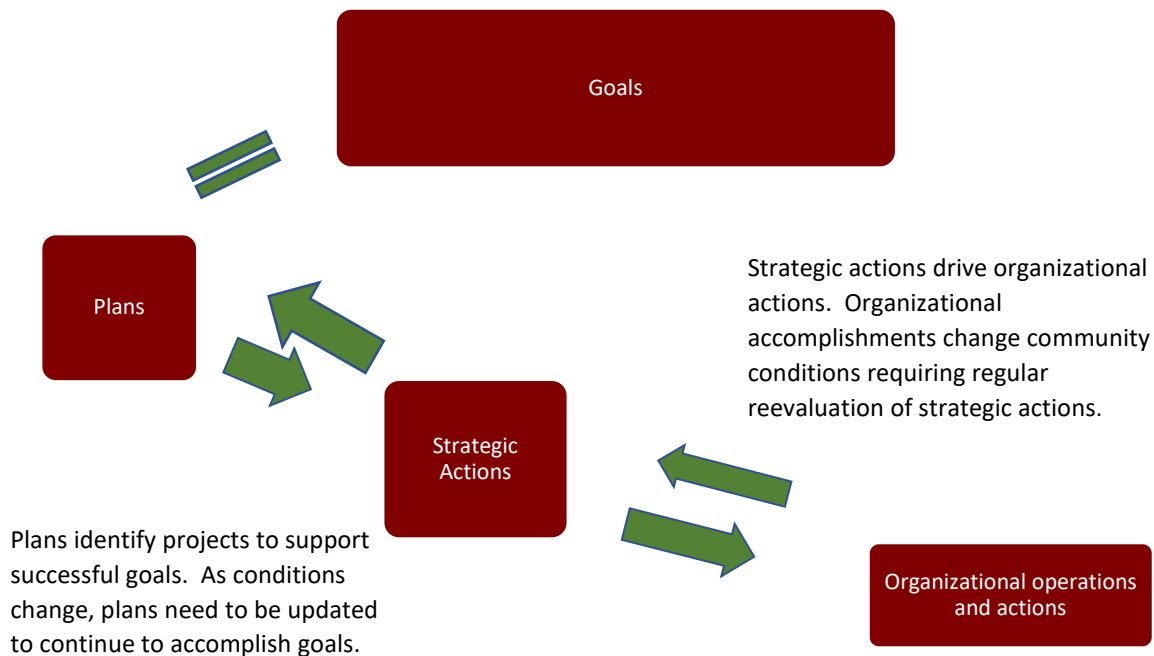 Goals
Plans
Strategic actions drive organizational
actions.  Organizational
accomplishments change community
conditions requiring regular
reevaluation of strategic actions.
Strategic
Actions
Plans identify projects to support
successful goals.  As conditions
change, plans need to be updated
to continue to accomplish goals.
Organizational operations
and actions